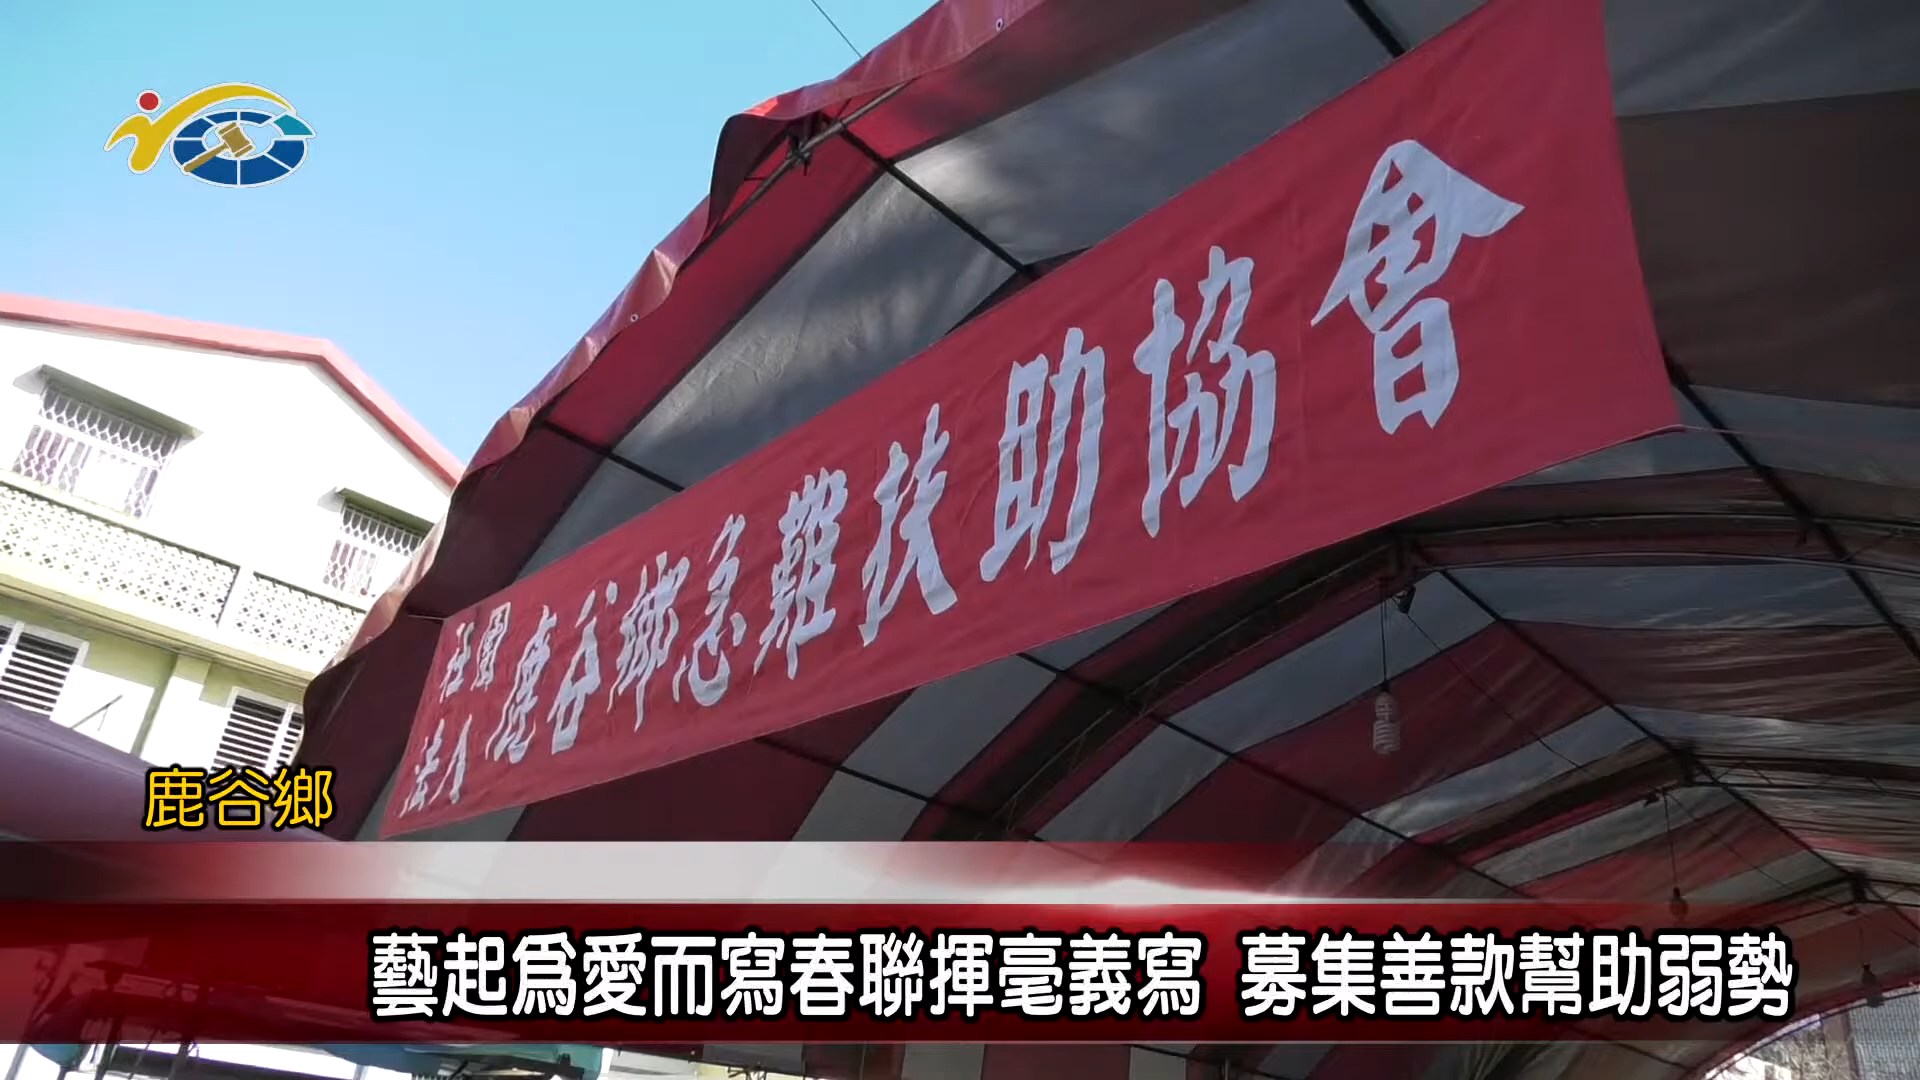 社團
法人
鹿谷鄉急難扶助協會
鹿谷鄉
藝起為愛而寫春聯揮毫義寫 募集善款幫助弱勢